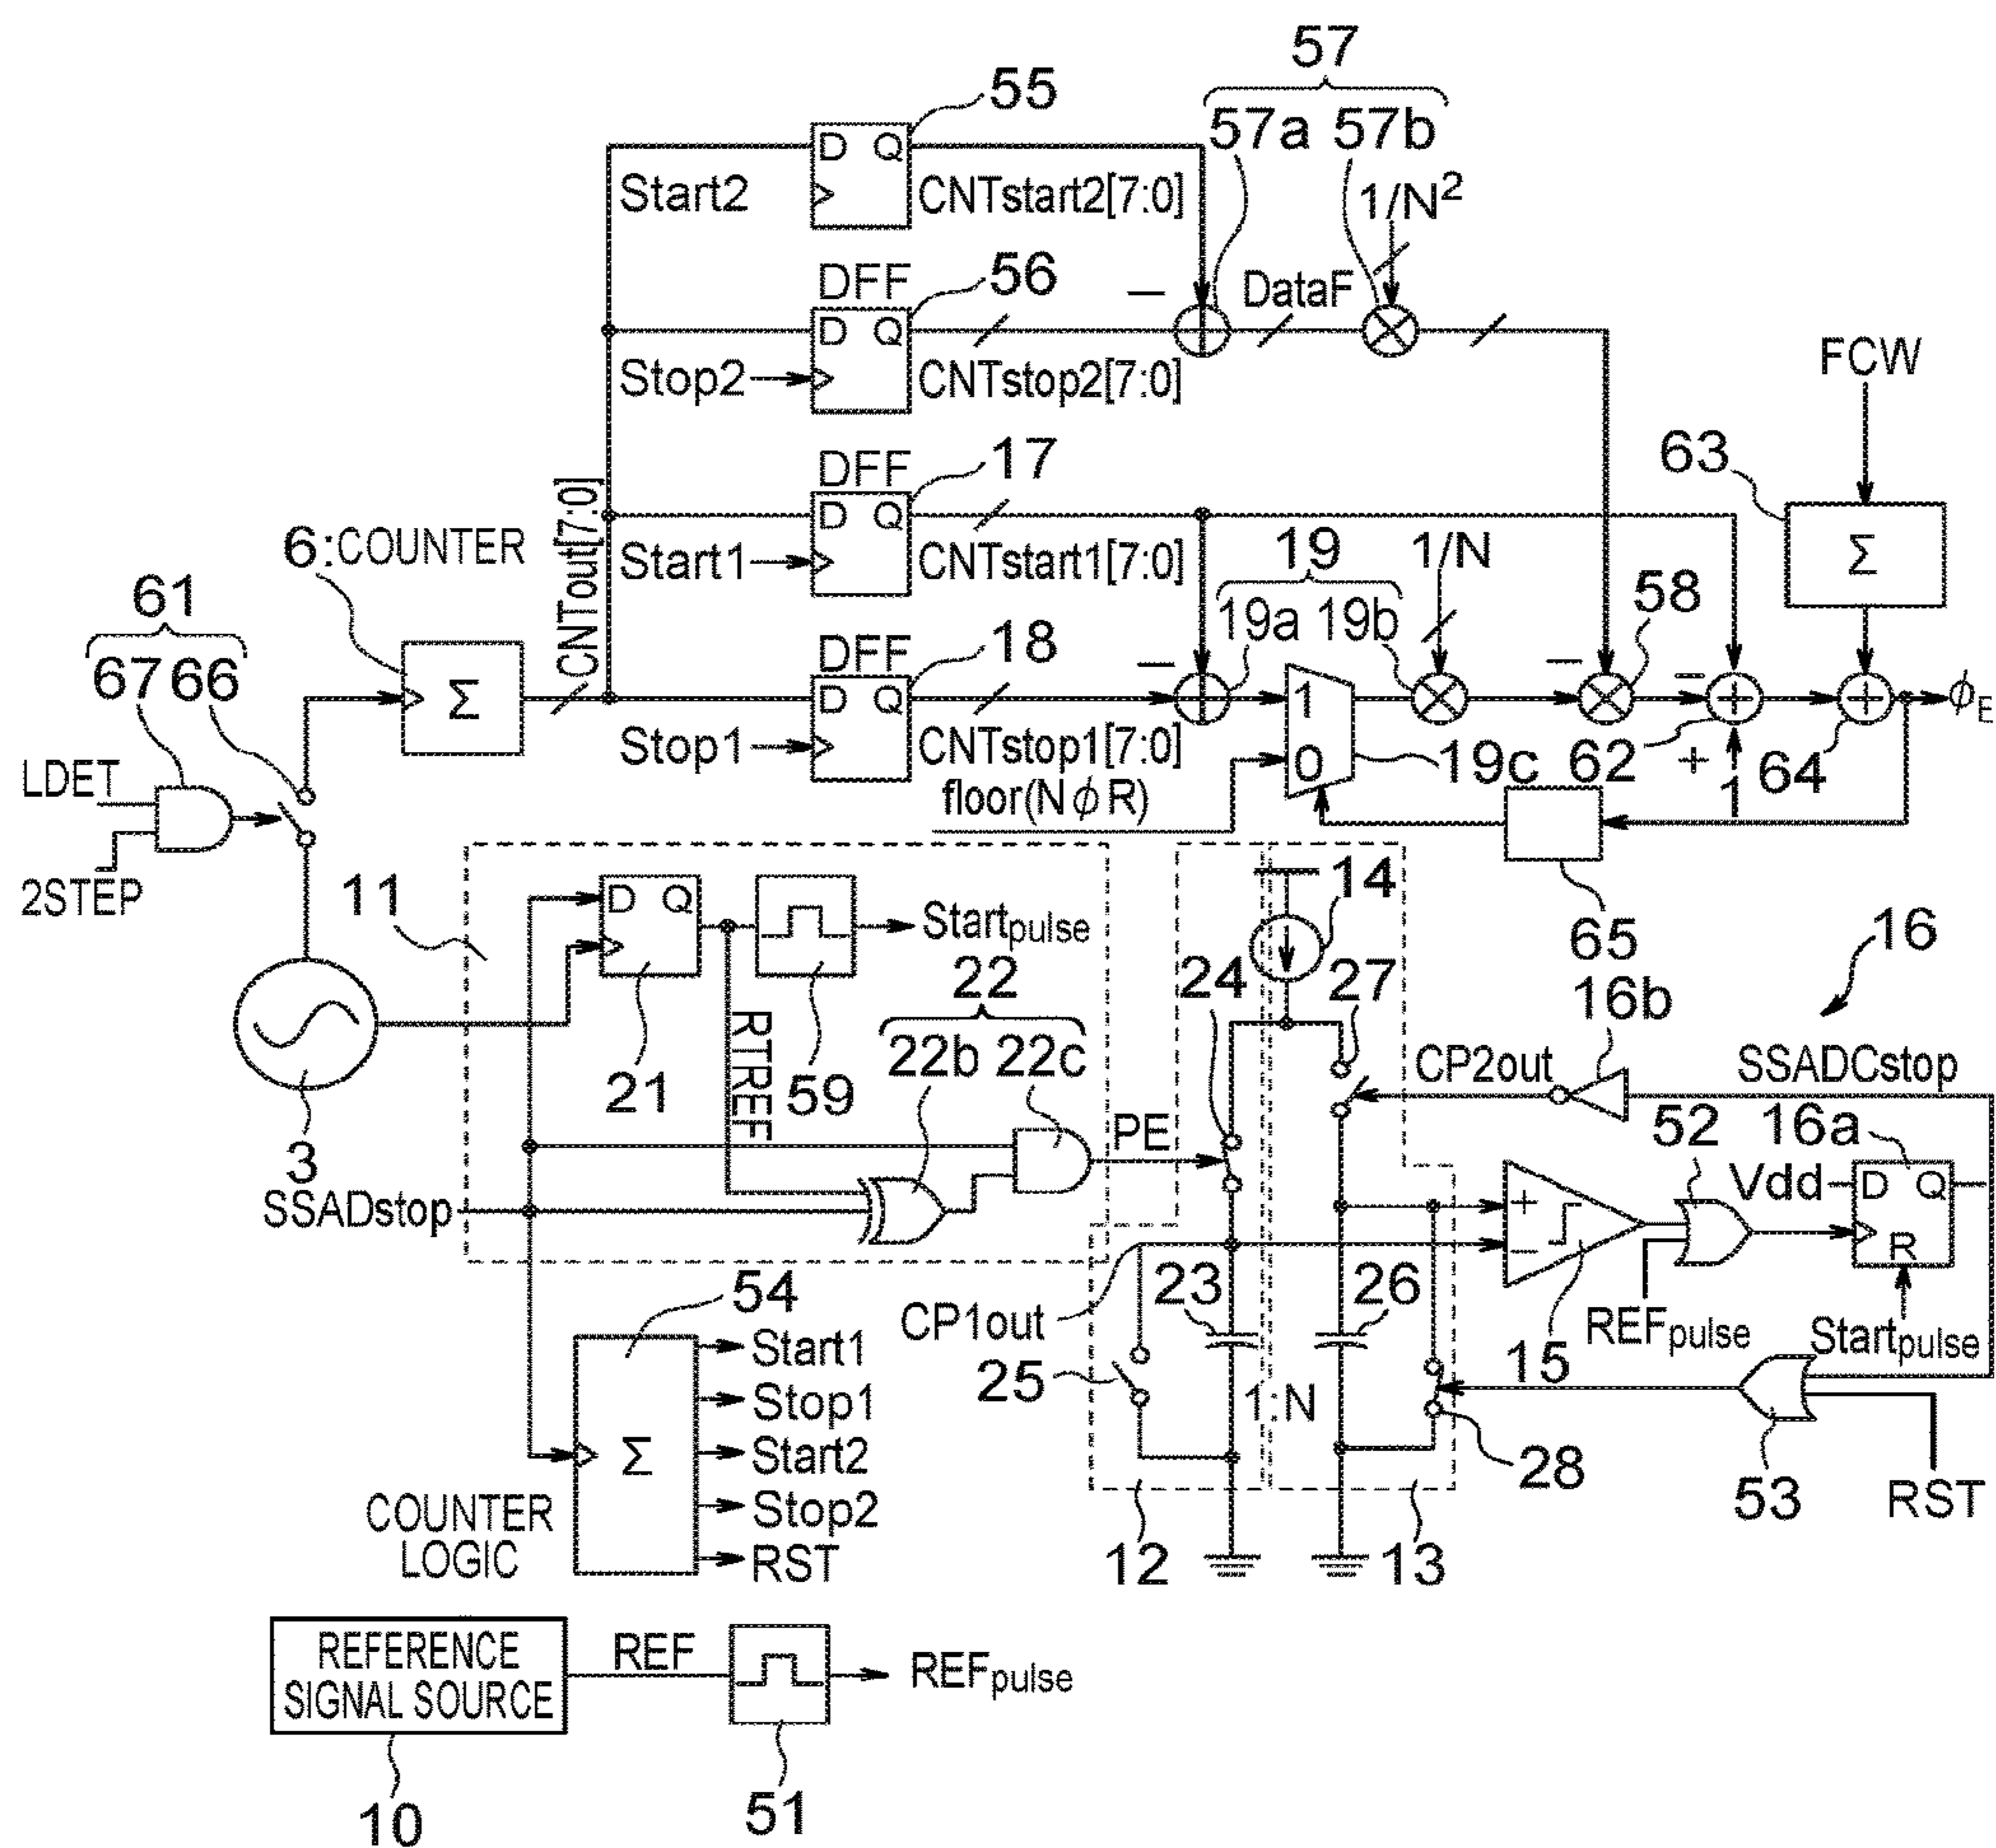 57
55
57a 57b
D Q
Start2
CNTstart2[7:0]
1/N2
DFF
56
D Q
DataF
Stop2
CNTstop2[7:0]
FCW
DFF
17
63
D Q
CNTout[7:0]
6:COUNTER
Start1
CNTstart1[7:0]
19
1/N
Σ
61
19a 19b
58
67 66
DFF
18
Σ
D Q
1
0
ϕE
Stop1
CNTstop1[7:0]
19c
62
64
LDET
floor(NϕR)
1
2STEP
11
D Q
Startpulse
14
65
16
21
59
22
24
27
16b
RTREF
22b 22c
CP2out
SSADCstop
3
PE
52
16a
SSADstop
Vdd
D Q
R
54
CP1out
23
26
REFpulse
15
Startpulse
Start1
25
Stop1
1:N
Σ
Start2
28
53
COUNTER
LOGIC
Stop2
RST
RST
12
13
REFERENCE
SIGNAL SOURCE
REF
REFpulse
10
51